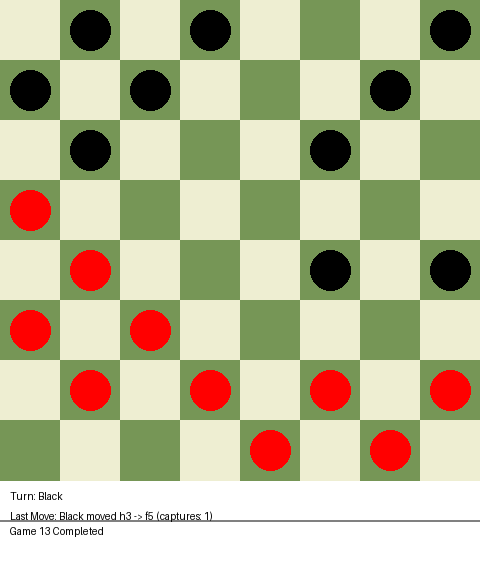 Turn: Black
Last Move: Black moved h3 -> f5 (captures: 1)
Game 13 Completed